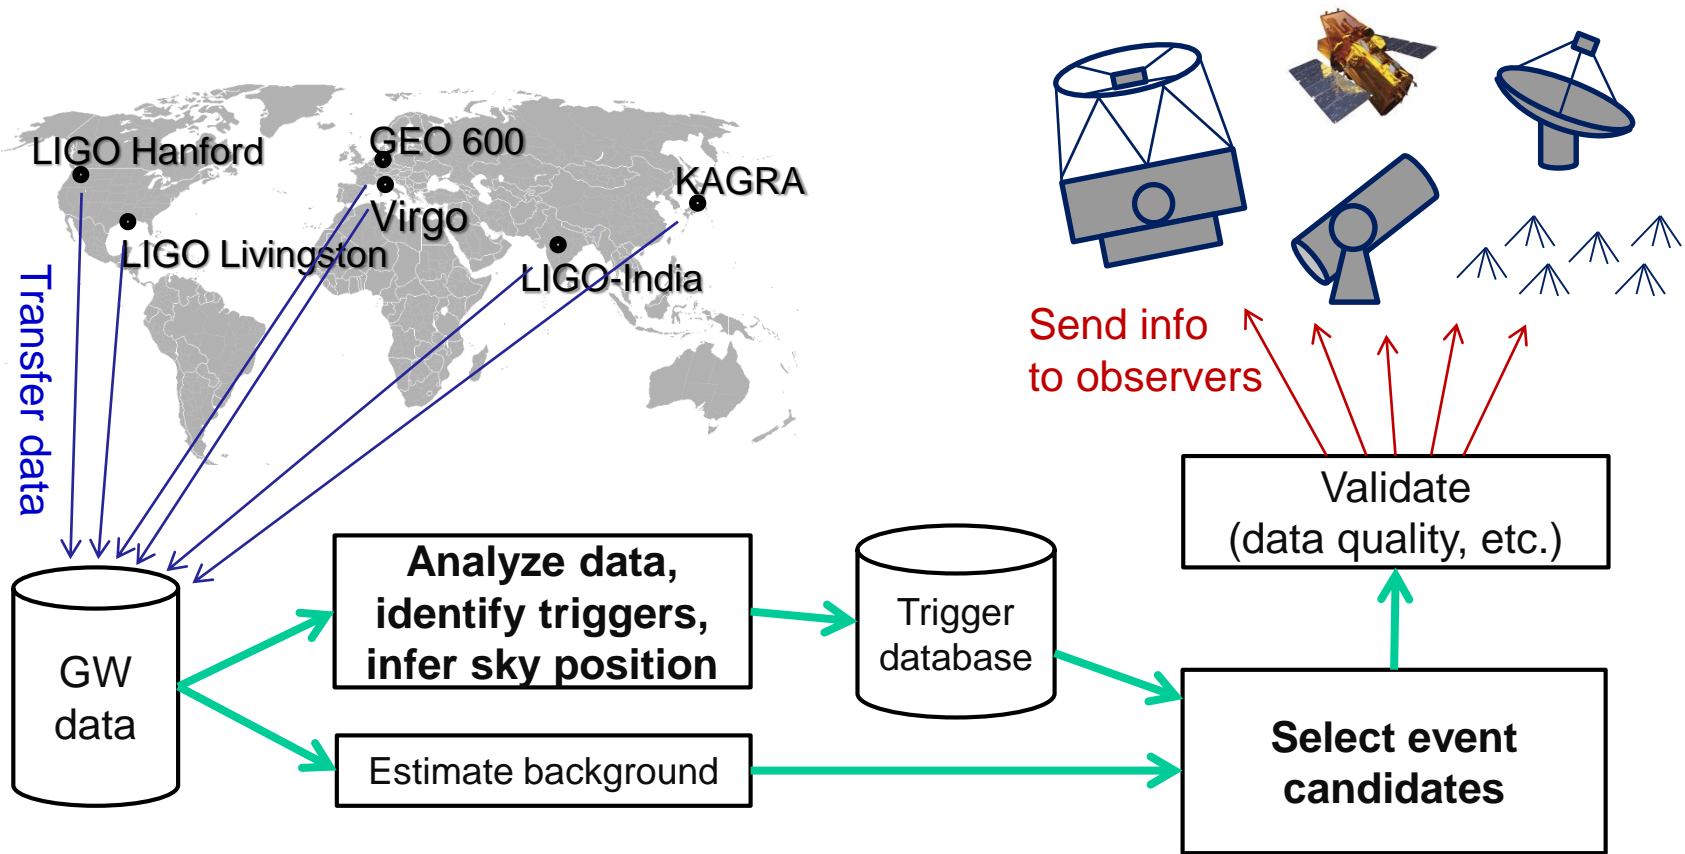 LIGO Hanford
GEO 600
KAGRA
Virgo
LIGO Livingston
LIGO-India
Transfer data
Send info
to observers
Validate
(data quality, etc.)
Analyze data,
identify triggers,
infer sky position
Trigger
database
GW
data
Estimate background
Select event
candidates